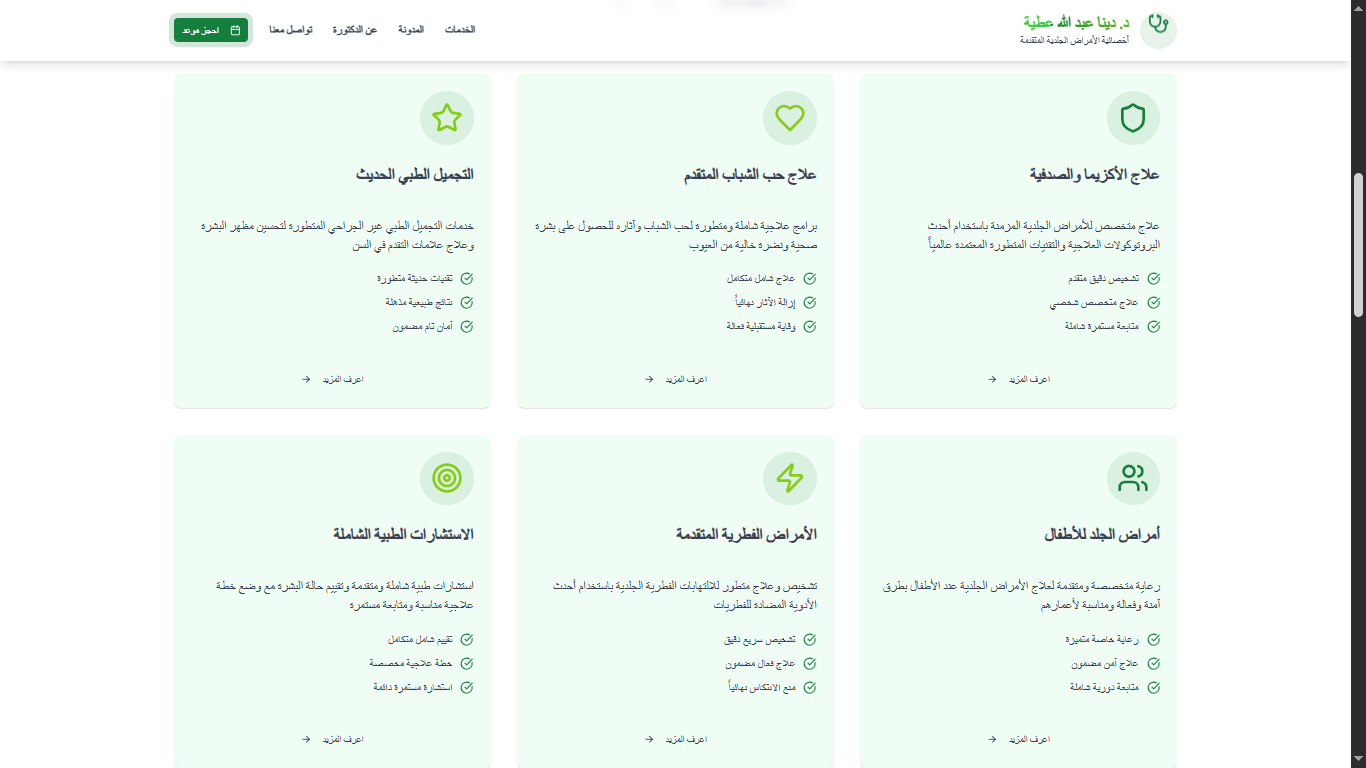 د. دينا عبد الله عطية
أخصائية الأمراض الجلدية المتقدمة
الخدمات
المدونة
عن الدكتورة
تواصل معنا
احجز موعد
علاج الأكزيما والصدفية
علاج متخصص للأمراض الجلدية المزمنة باستخدام أحدث
البروتوكولات العلاجية والتقنيات المتطورة المعتمدة عالمياً
تشخيص دقيق متقدم
علاج متخصص شخصي
متابعة مستمرة شاملة
اعرف المزيد
علاج حب الشباب المتقدم
برامج علاجية شاملة ومتطورة لحب الشباب وآثاره للحصول على بشرة
صحية ونضرة خالية من العيوب
علاج شامل متكامل
إزالة الآثار نهائياً
وقاية مستقبلية فعالة
اعرف المزيد
التجميل الطبي الحديث
خدمات التجميل الطبي غير الجراحي المتطورة لتحسين مظهر البشرة
وعلاج علامات التقدم في السن
تقنيات حديثة متطورة
نتائج طبيعية مذهلة
أمان تام مضمون
اعرف المزيد
أمراض الجلد للأطفال
رعاية متخصصة ومتقدمة لعلاج الأمراض الجلدية عند الأطفال بطرق
آمنة وفعالة ومناسبة لأعمارهم
رعاية خاصة متميزة
علاج آمن مضمون
متابعة دورية شاملة
اعرف المزيد
الأمراض الفطرية المتقدمة
تشخيص وعلاج متطور للالتهابات الفطرية الجلدية باستخدام أحدث
الأدوية المضادة للفطريات
تشخيص سريع دقيق
علاج فعال مضمون
منع الانتكاس نهائياً
اعرف المزيد
الاستشارات الطبية الشاملة
استشارات طبية شاملة ومتقدمة وتقييم حالة البشرة مع وضع خطة
علاجية مناسبة ومتابعة مستمرة
تقييم شامل متكامل
خطة علاجية مخصصة
استشارة مستمرة دائمة
اعرف المزيد